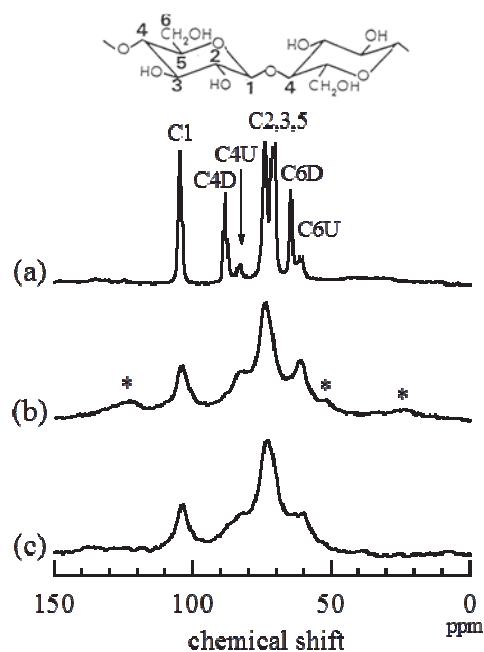 6
4 CH₂OH
O 5 2 O
HO 3 HO 1 O 4
HO OH
O
CH₂OH
C1 C2,3,5
C4U
C4D C6D
C6U
(a)
* * *
(b)
(c)
150 100 50 0
ppm
chemical shift